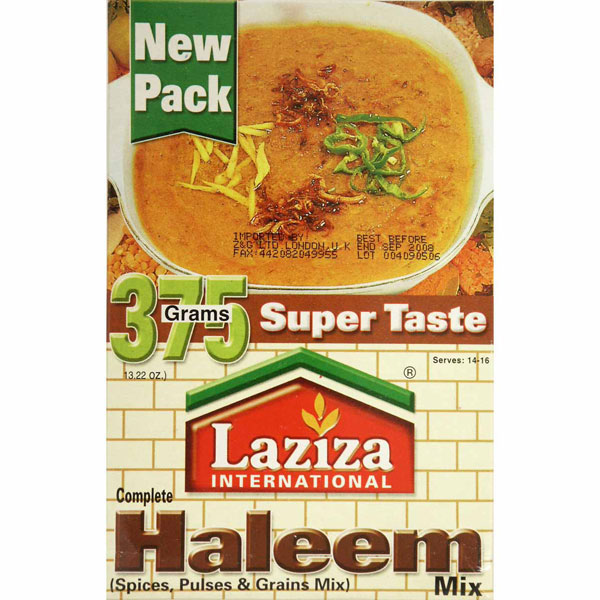 New
Pack
IMPORTED BY:
Z&G LTD LONDON,U.K
FAX:442082049955
BEST BEFORE
END SEP 2008
LOT 004090506
375
Grams
Super Taste
13.22 OZ.)
Serves: 14-16
®
Laziza
INTERNATIONAL
Complete
Haleem
(Spices, Pulses & Grains Mix)
Mix